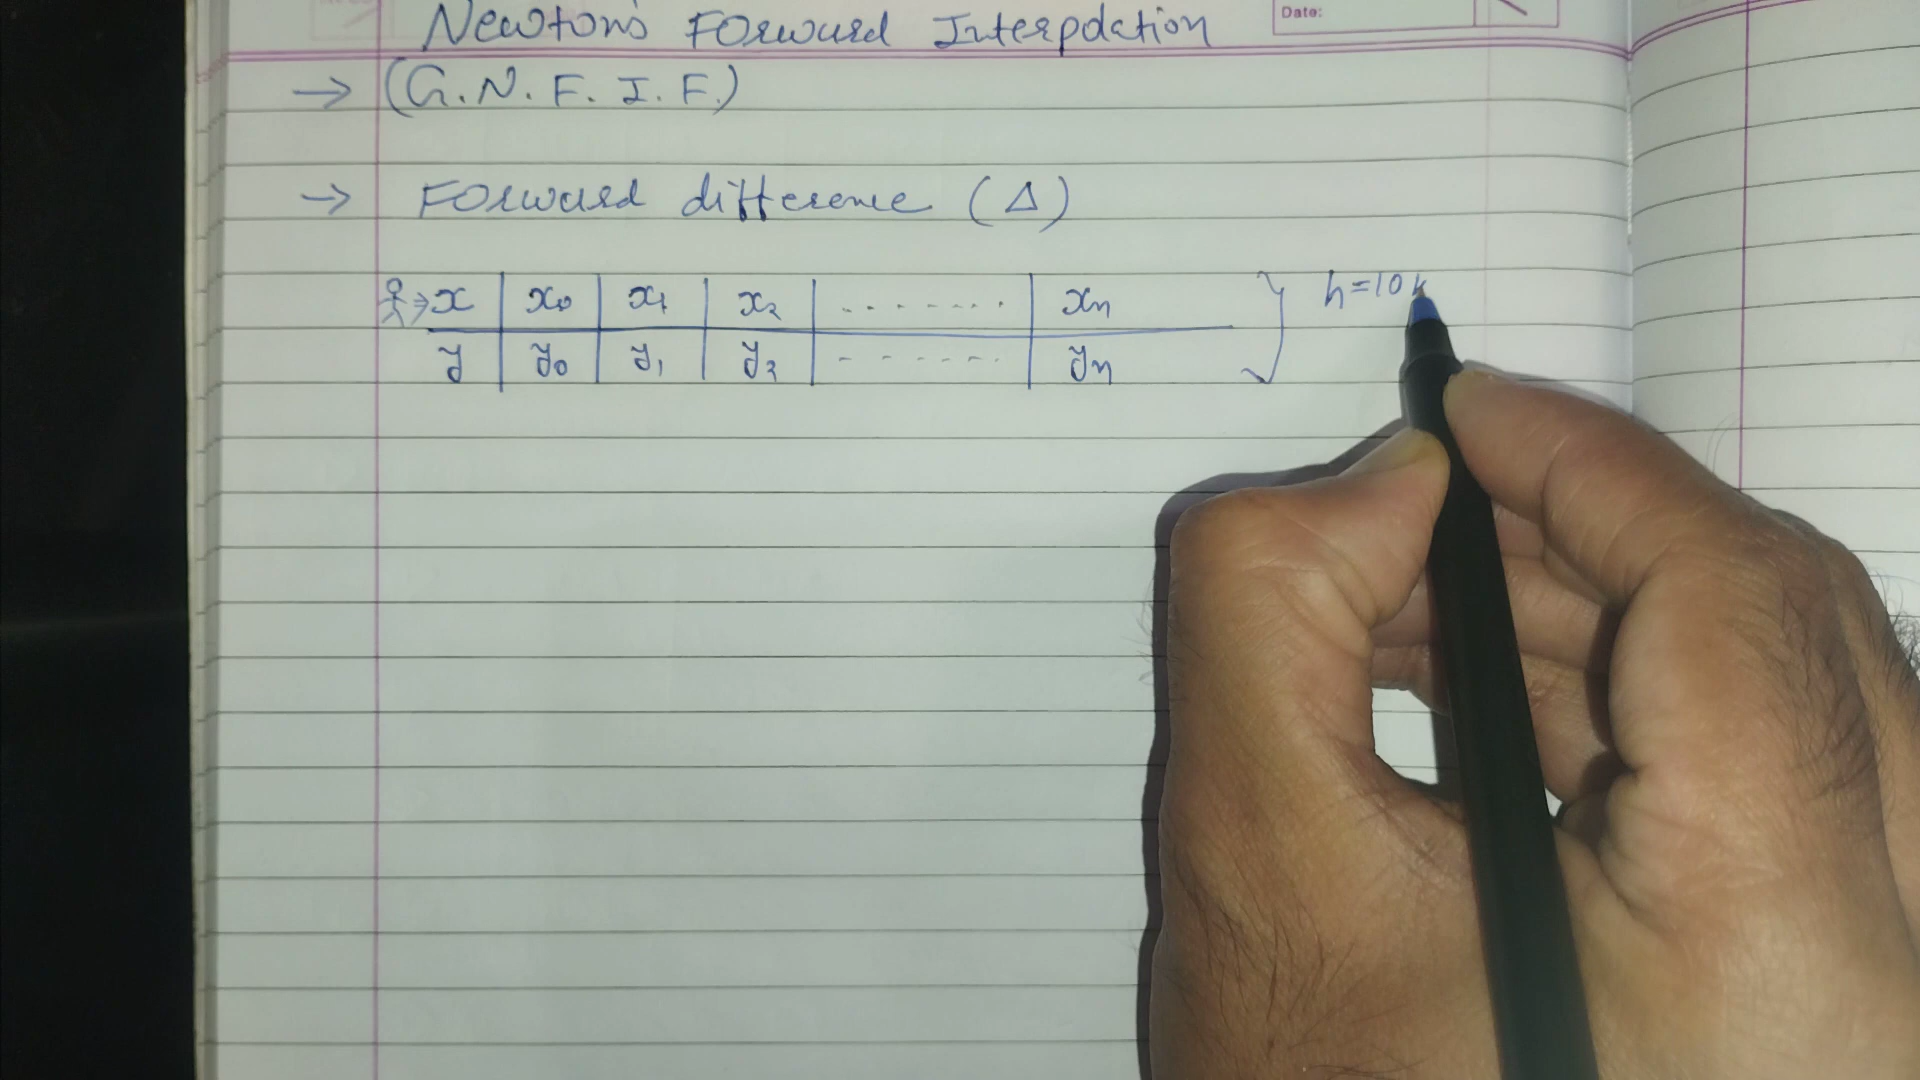 Date:
Newton's Forward Interpolation
→ (G.N.F.I.F.)
→ Forward difference (Δ)
x | x₀ | x₁ | x₂ | ....... | xₙ
y | y₀ | y₁ | y₂ | ....... | yₙ
h=10